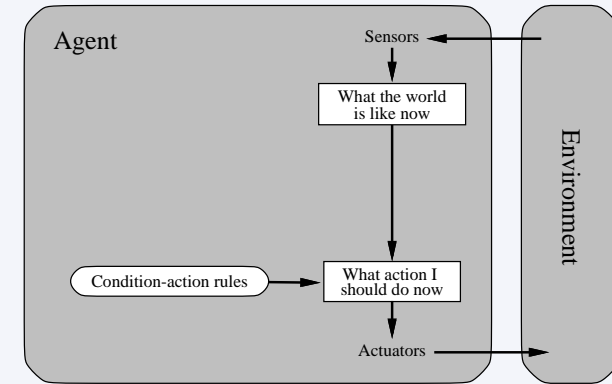 Agent
Sensors
What the world
is like now
Environment
Condition-action rules
What action I
should do now
Actuators